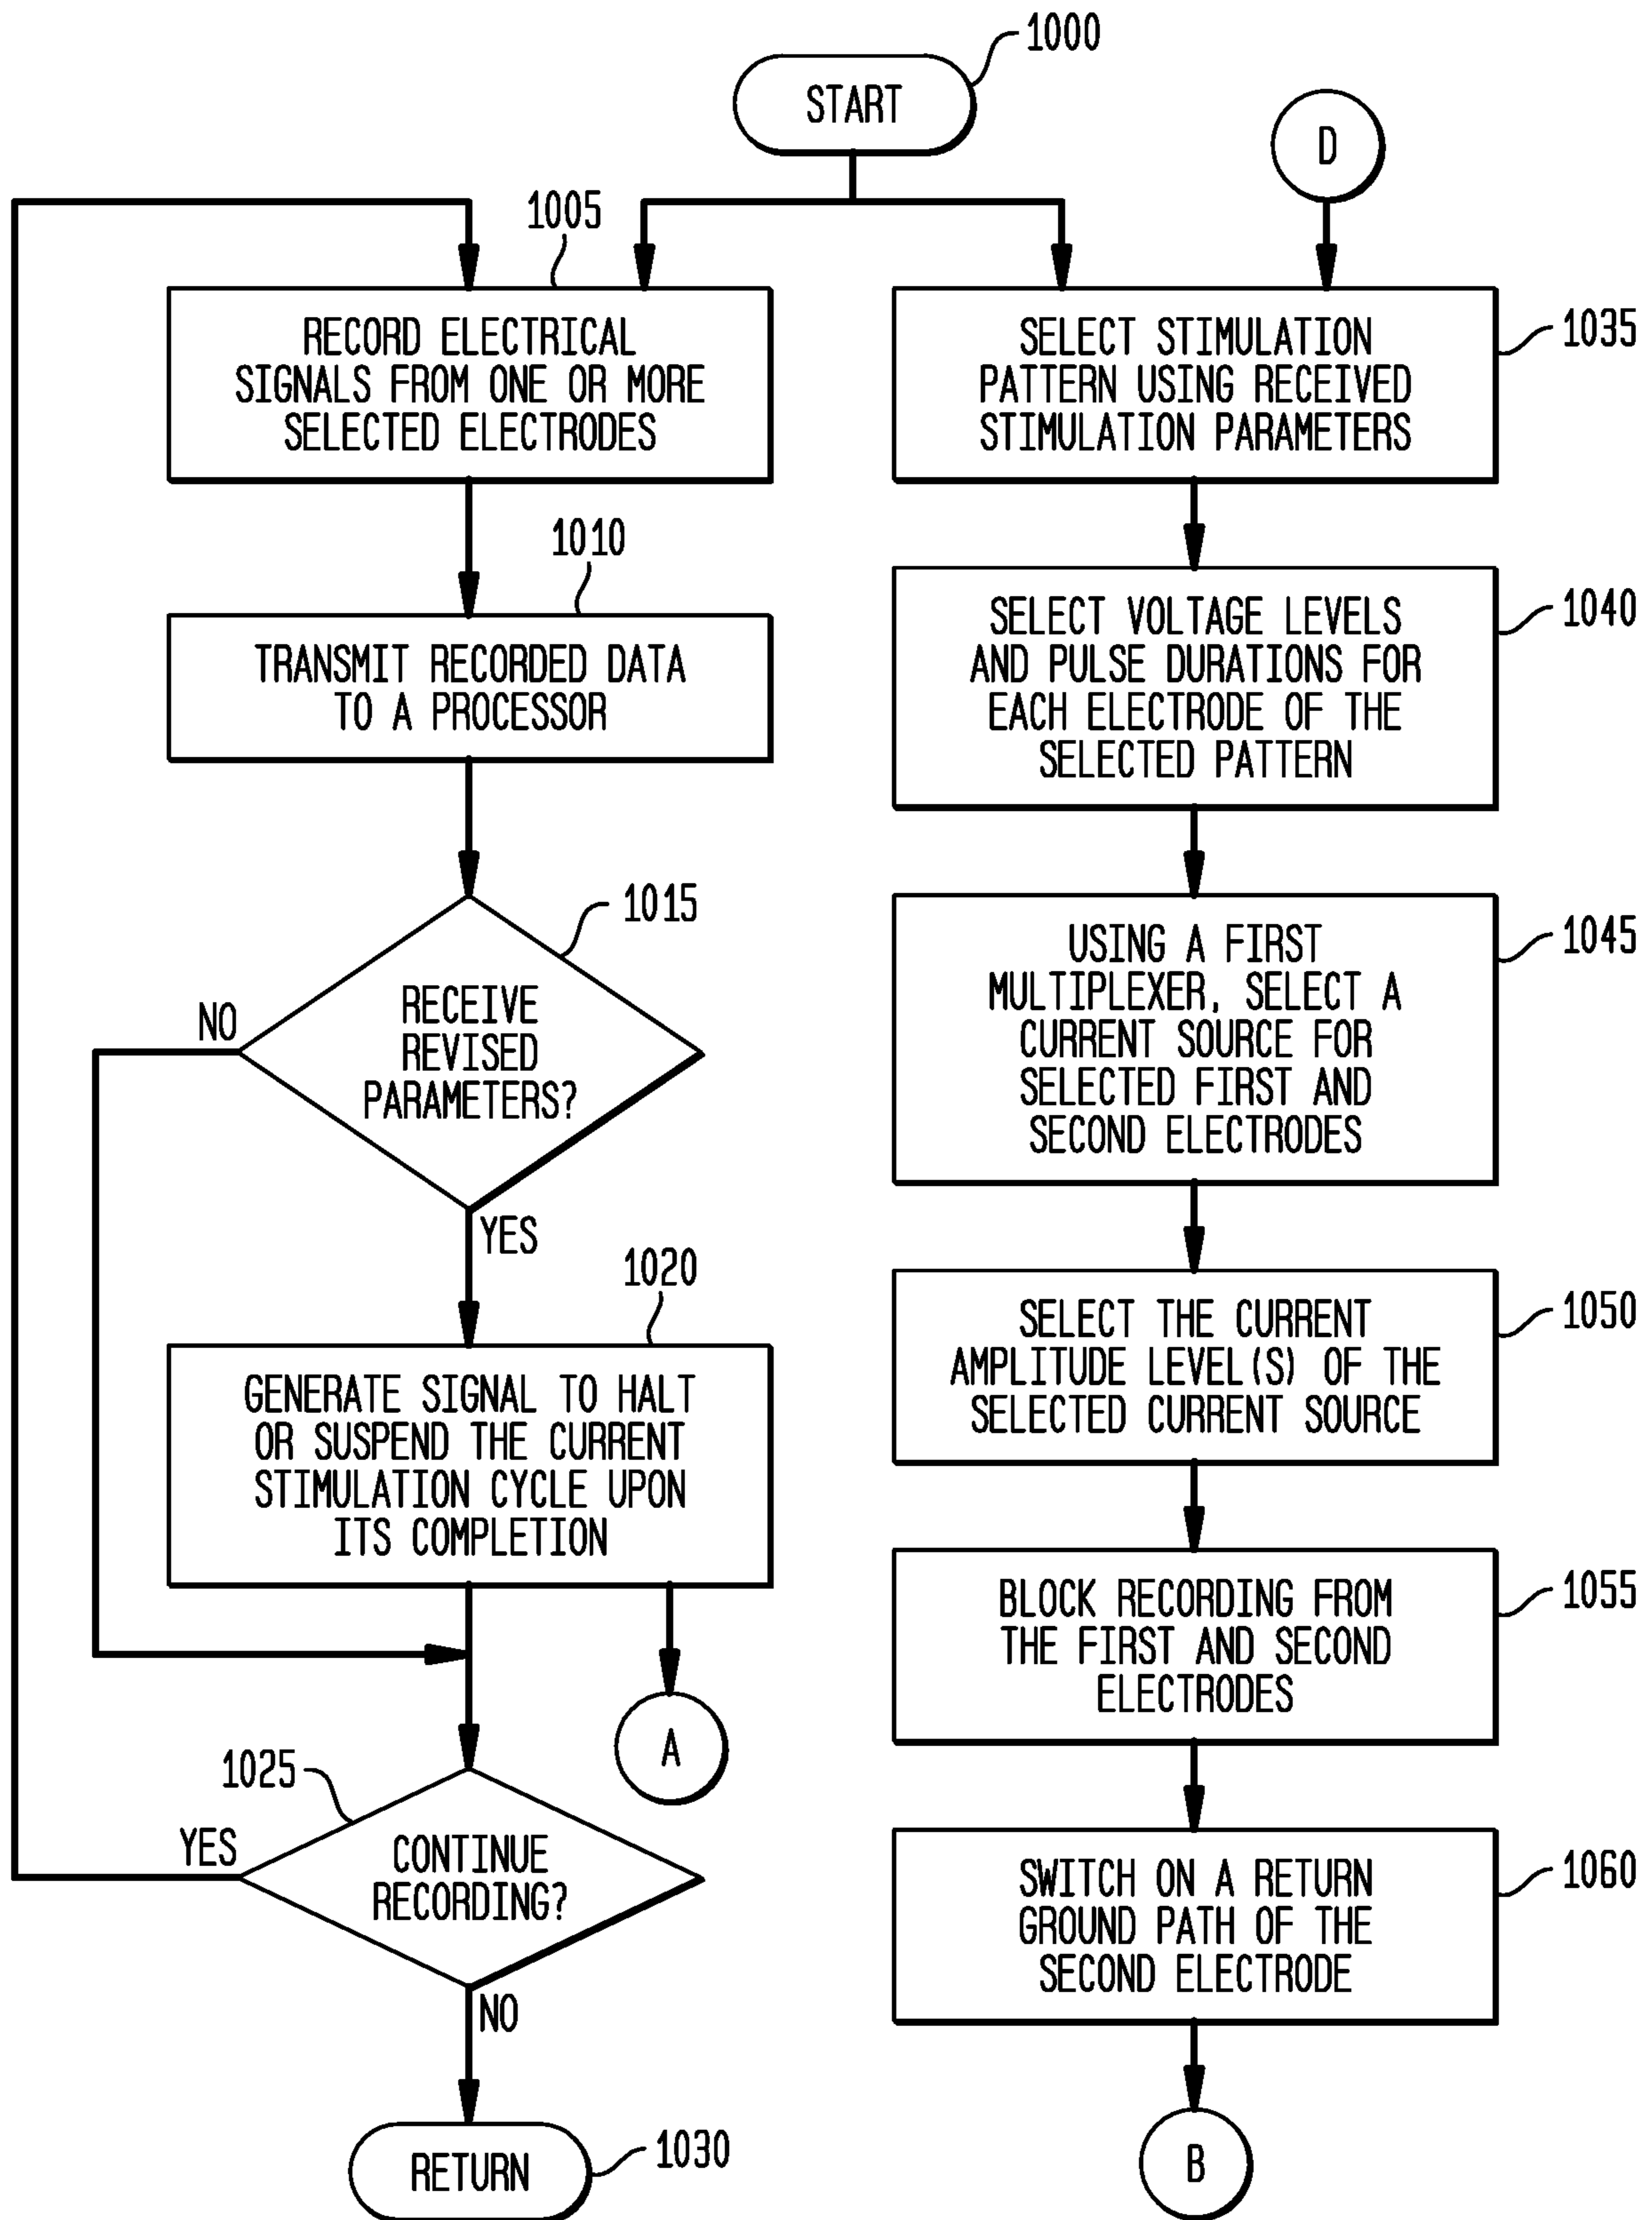 1000
START
D
1005
RECORD ELECTRICAL
SIGNALS FROM ONE OR MORE
SELECTED ELECTRODES
1010
TRANSMIT RECORDED DATA
TO A PROCESSOR
1015
RECEIVE
REVISED
PARAMETERS?
NO
YES
1020
GENERATE SIGNAL TO HALT
OR SUSPEND THE CURRENT
STIMULATION CYCLE UPON
ITS COMPLETION
A
1025
CONTINUE
RECORDING?
YES
NO
RETURN
1030
SELECT STIMULATION
PATTERN USING RECEIVED
STIMULATION PARAMETERS
1035
SELECT VOLTAGE LEVELS
AND PULSE DURATIONS FOR
EACH ELECTRODE OF THE
SELECTED PATTERN
1040
USING A FIRST
MULTIPLEXER, SELECT A
CURRENT SOURCE FOR
SELECTED FIRST AND
SECOND ELECTRODES
1045
SELECT THE CURRENT
AMPLITUDE LEVEL(S) OF THE
SELECTED CURRENT SOURCE
1050
BLOCK RECORDING FROM
THE FIRST AND SECOND
ELECTRODES
1055
SWITCH ON A RETURN
GROUND PATH OF THE
SECOND ELECTRODE
1060
B